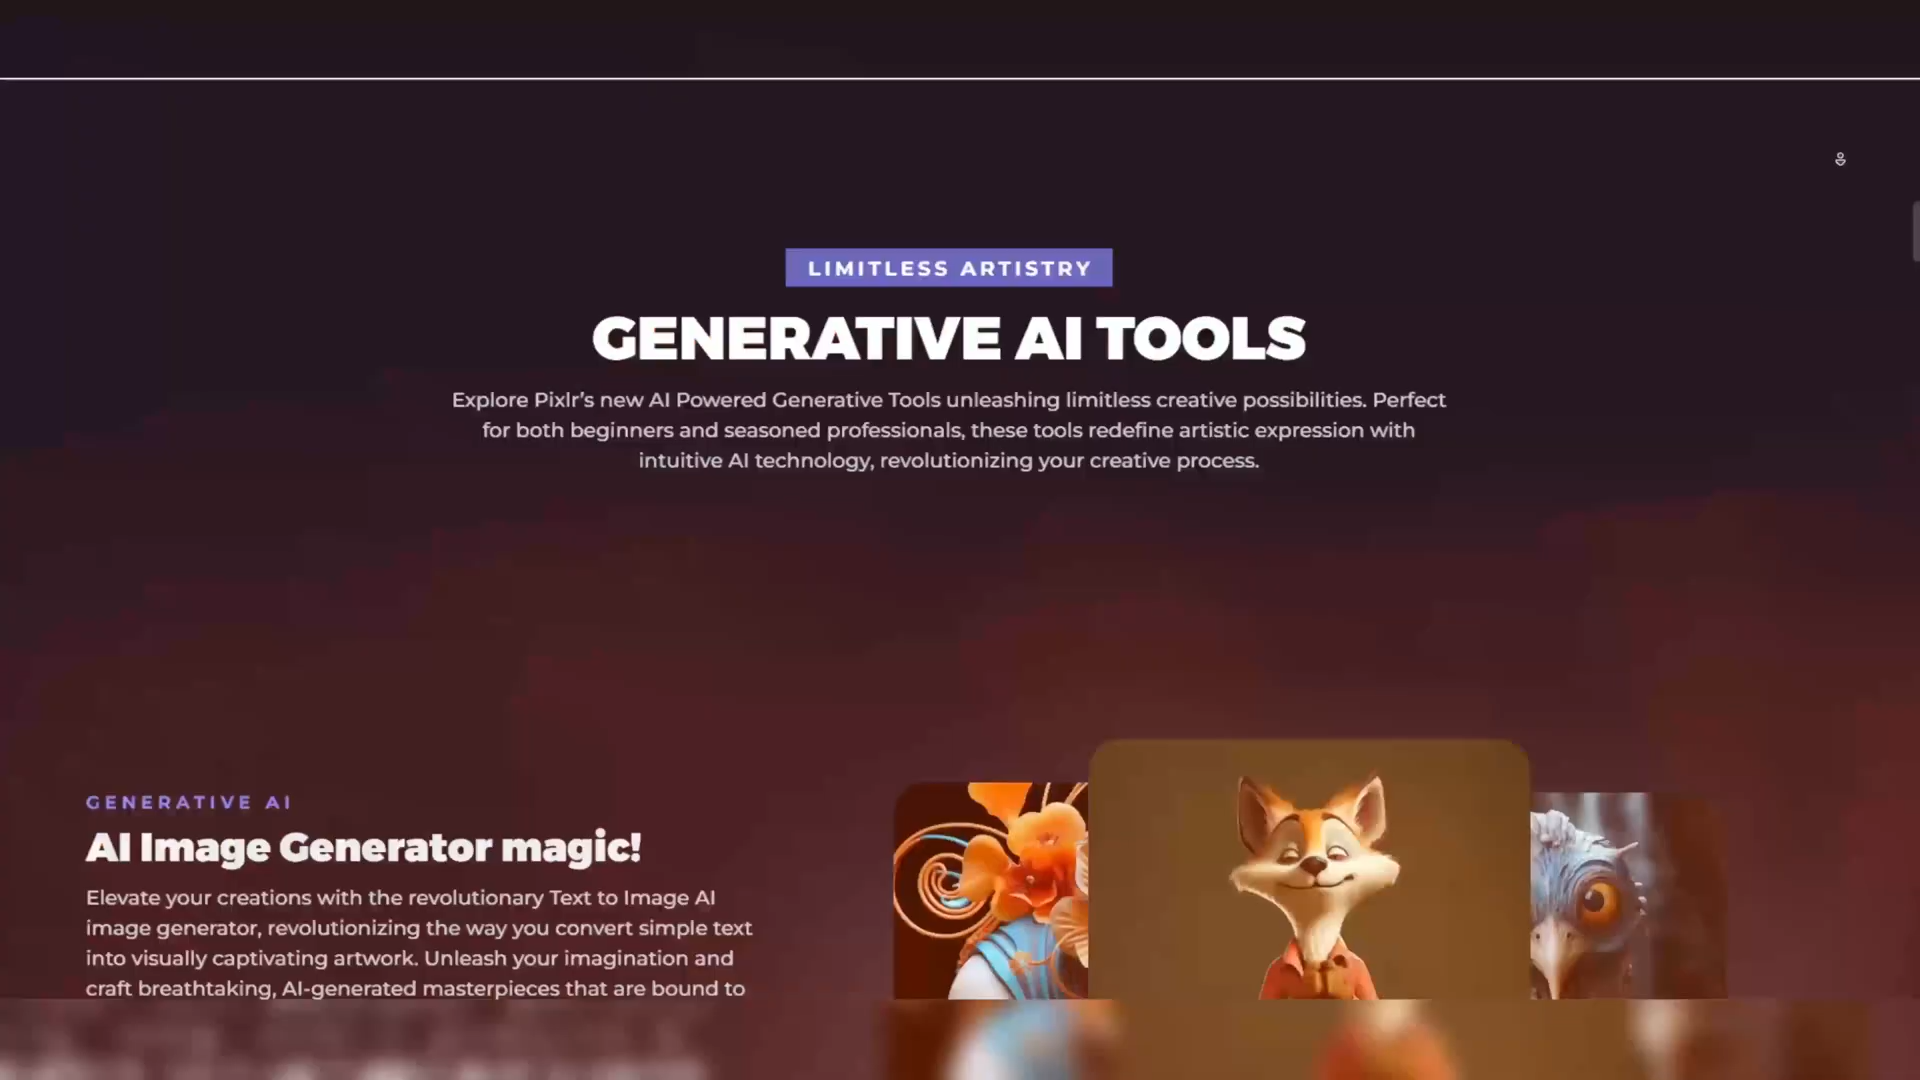 LIMITLESS ARTISTRY
GENERATIVE AI TOOLS
Explore Pixlr’s new AI Powered Generative Tools unleashing limitless creative possibilities. Perfect
for both beginners and seasoned professionals, these tools redefine artistic expression with
intuitive AI technology, revolutionizing your creative process.
GENERATIVE AI
AI Image Generator magic!
Elevate your creations with the revolutionary Text to Image AI
image generator, revolutionizing the way you convert simple text
into visually captivating artwork. Unleash your imagination and
craft breathtaking, AI-generated masterpieces that are bound to